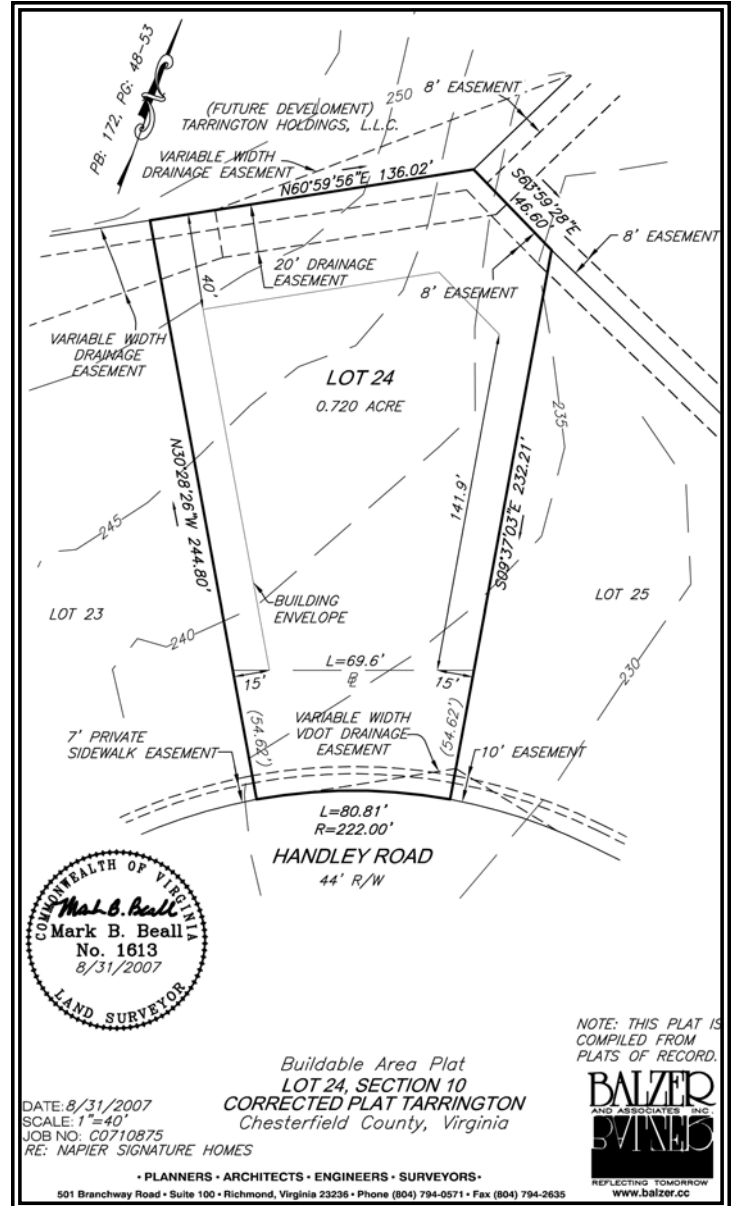 PB: 172, PG: 48-53
(FUTURE DEVELOMENT)
TARRINGTON HOLDINGS, L.L.C.
250
8' EASEMENT
VARIABLE WIDTH
DRAINAGE EASEMENT
N60°59'56"E 136.02'
S63°59'28"E
46.60'
8' EASEMENT
40'
20' DRAINAGE
EASEMENT
8' EASEMENT
VARIABLE WIDTH
DRAINAGE
EASEMENT
LOT 24
0.720 ACRE
235
N30°28'26"W 244.80'
141.9'
S09°37'03"E 232.21'
245
LOT 23
BUILDING
ENVELOPE
LOT 25
240
230
L=69.6'
BL
15'
15'
(54.62')
(54.62')
7' PRIVATE
SIDEWALK EASEMENT
VARIABLE WIDTH
VDOT DRAINAGE
EASEMENT
10' EASEMENT
L=80.81'
R=222.00'
HANDLEY ROAD
44' R/W
COMMONWEALTH OF VIRGINIA
Mark B. Beall
Mark B. Beall
No. 1613
8/31/2007
LAND SURVEYOR
NOTE: THIS PLAT IS
COMPILED FROM
PLATS OF RECORD.
Buildable Area Plat
LOT 24, SECTION 10
CORRECTED PLAT TARRINGTON
Chesterfield County, Virginia
DATE: 8/31/2007
SCALE: 1"=40'
JOB NO: C0710875
RE: NAPIER SIGNATURE HOMES
BALZER
AND ASSOCIATES INC.
REFLECTING TOMORROW
www.balzer.cc
• PLANNERS • ARCHITECTS • ENGINEERS • SURVEYORS•
501 Branchway Road • Suite 100 • Richmond, Virginia 23236 • Phone (804) 794-0571 • Fax (804) 794-2635